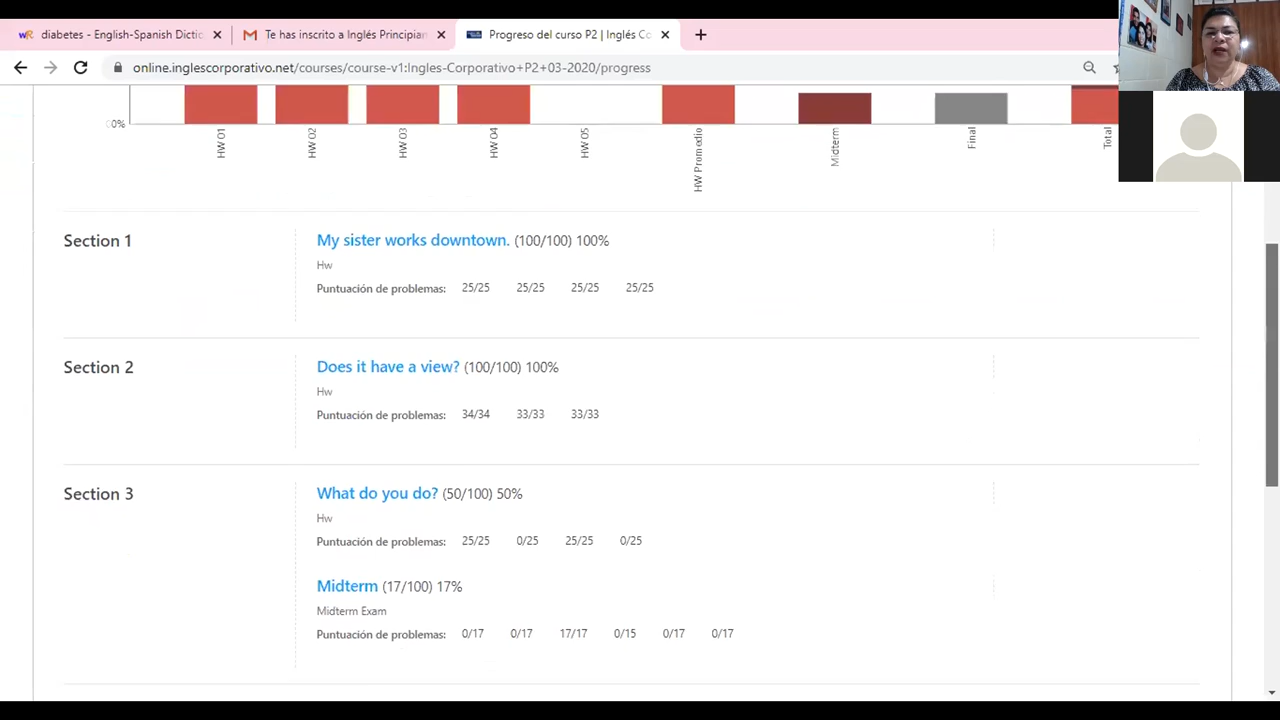 diabetes - English-Spanish Dictio
Te has inscrito a Inglés Principian
Progreso del curso P2 | Inglés Co
online.inglescorporativo.net/courses/course-v1:Ingles-Corporativo+P2+03-2020/progress
0%
HW 01
HW 02
HW 03
HW 04
HW 05
HW Promedio
Midterm
Final
Total
Section 1
My sister works downtown. (100/100) 100%
Hw
Puntuación de problemas: 25/25 25/25 25/25 25/25
Section 2
Does it have a view? (100/100) 100%
Hw
Puntuación de problemas: 34/34 33/33 33/33
Section 3
What do you do? (50/100) 50%
Hw
Puntuación de problemas: 25/25 0/25 25/25 0/25
Midterm (17/100) 17%
Midterm Exam
Puntuación de problemas: 0/17 0/17 17/17 0/15 0/17 0/17